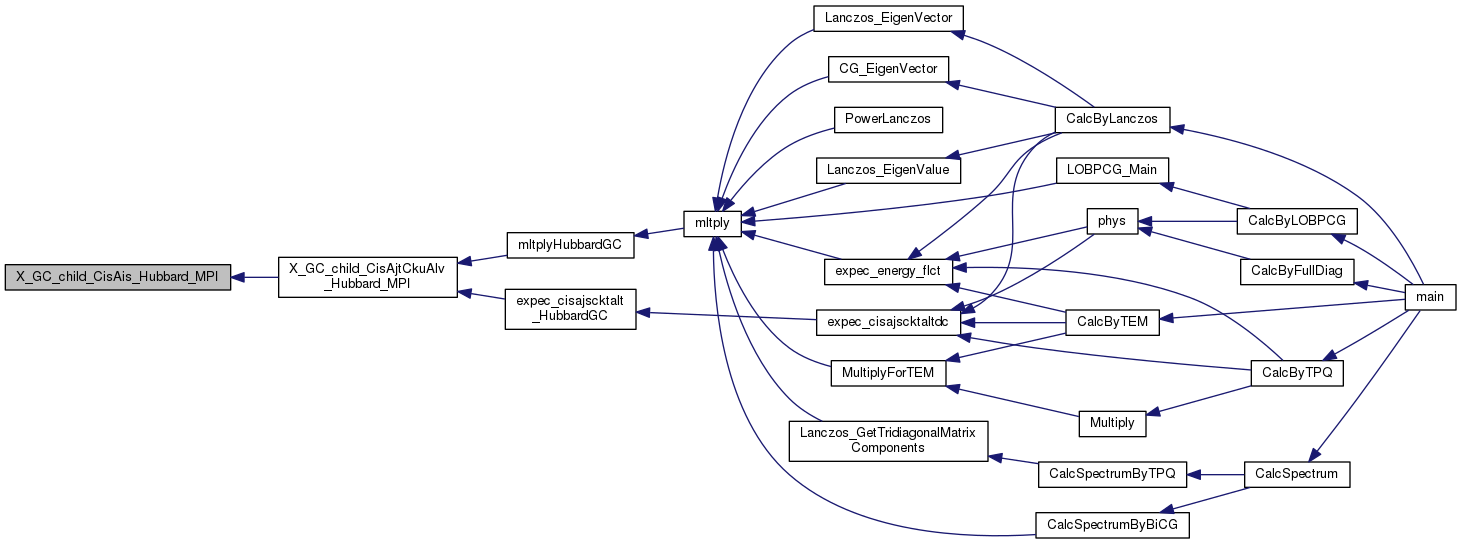 X_GC_child_CisAis_Hubbard_MPI
X_GC_child_CisAjtCkuAlv
_Hubbard_MPI
mltplyHubbardGC
expec_cisajscktalt
_HubbardGC
mltply
Lanczos_EigenVector
CG_EigenVector
PowerLanczos
Lanczos_EigenValue
expec_energy_flct
expec_cisajscktaltdc
MultiplyForTEM
Lanczos_GetTridiagonalMatrix
Components
CalcByLanczos
LOBPCG_Main
phys
CalcByTEM
Multiply
CalcSpectrumByTPQ
CalcSpectrumByBiCG
CalcByLOBPCG
CalcByFullDiag
CalcByTPQ
CalcSpectrum
main